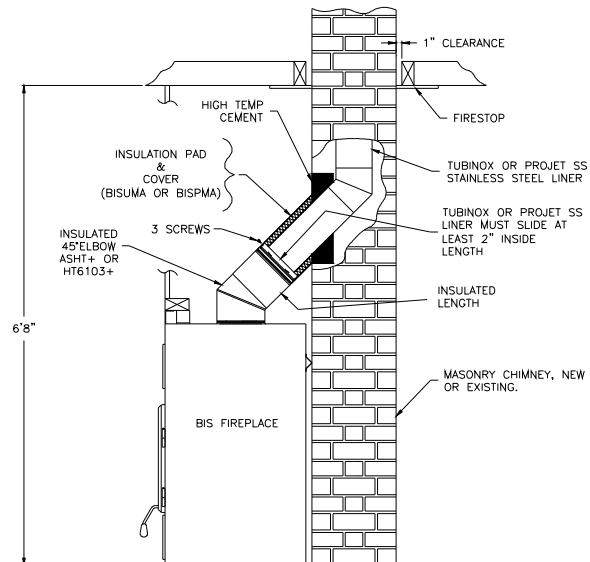 1" CLEARANCE
HIGH TEMP
CEMENT
FIRESTOP
INSULATION PAD
&
COVER
(BISUMA OR BISPMA)
TUBINOX OR PROJET SS
STAINLESS STEEL LINER
3 SCREWS
TUBINOX OR PROJET SS
LINER MUST SLIDE AT
LEAST 2" INSIDE
LENGTH
INSULATED
45°ELBOW
ASHT+ OR
HT6103+
INSULATED
LENGTH
6'8"
MASONRY CHIMNEY, NEW
OR EXISTING.
BIS FIREPLACE